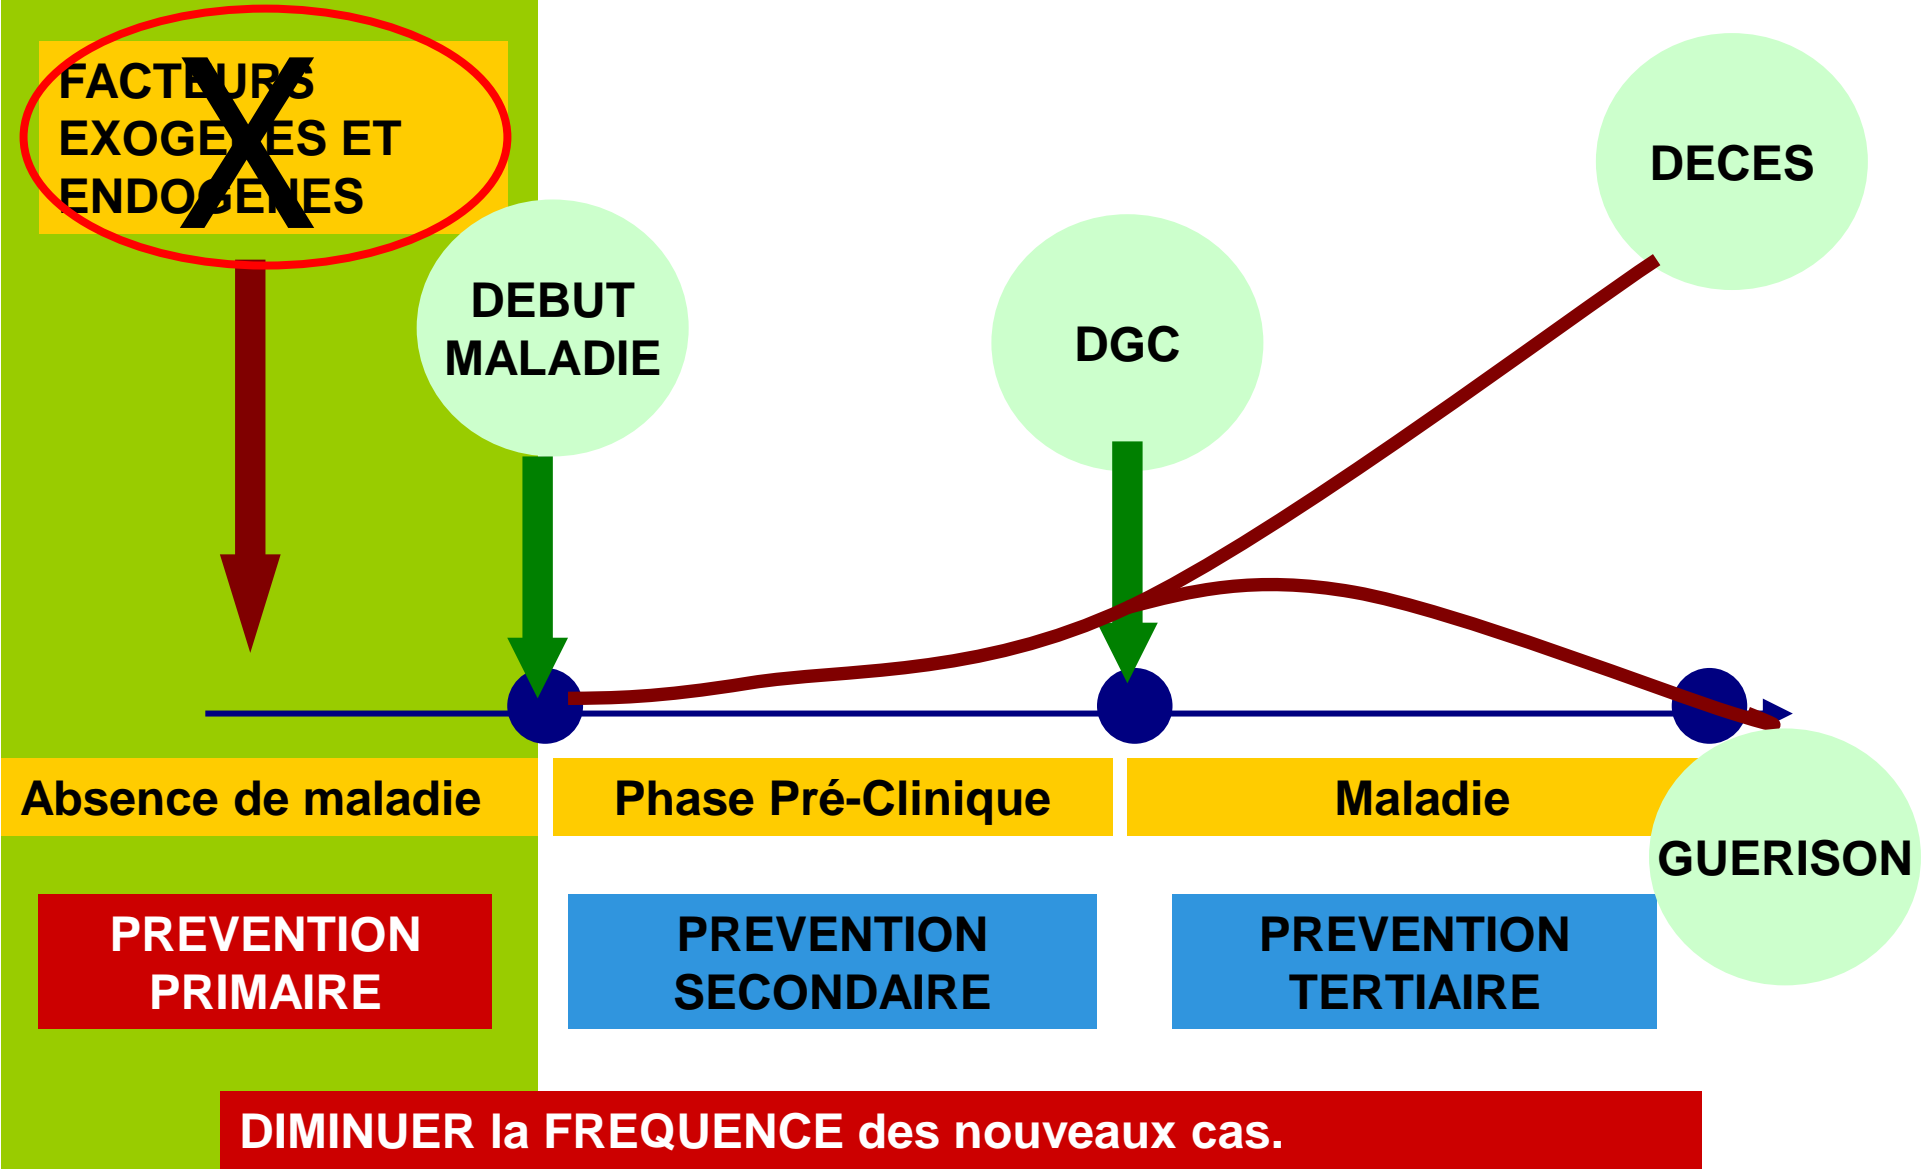 FACTEURS
EXOGENES ET
ENDOGENES
X
DEBUT
MALADIE
DGC
DECES
Absence de maladie
Phase Pré-Clinique
Maladie
GUERISON
PREVENTION
PRIMAIRE
PREVENTION
SECONDAIRE
PREVENTION
TERTIAIRE
DIMINUER la FREQUENCE des nouveaux cas.